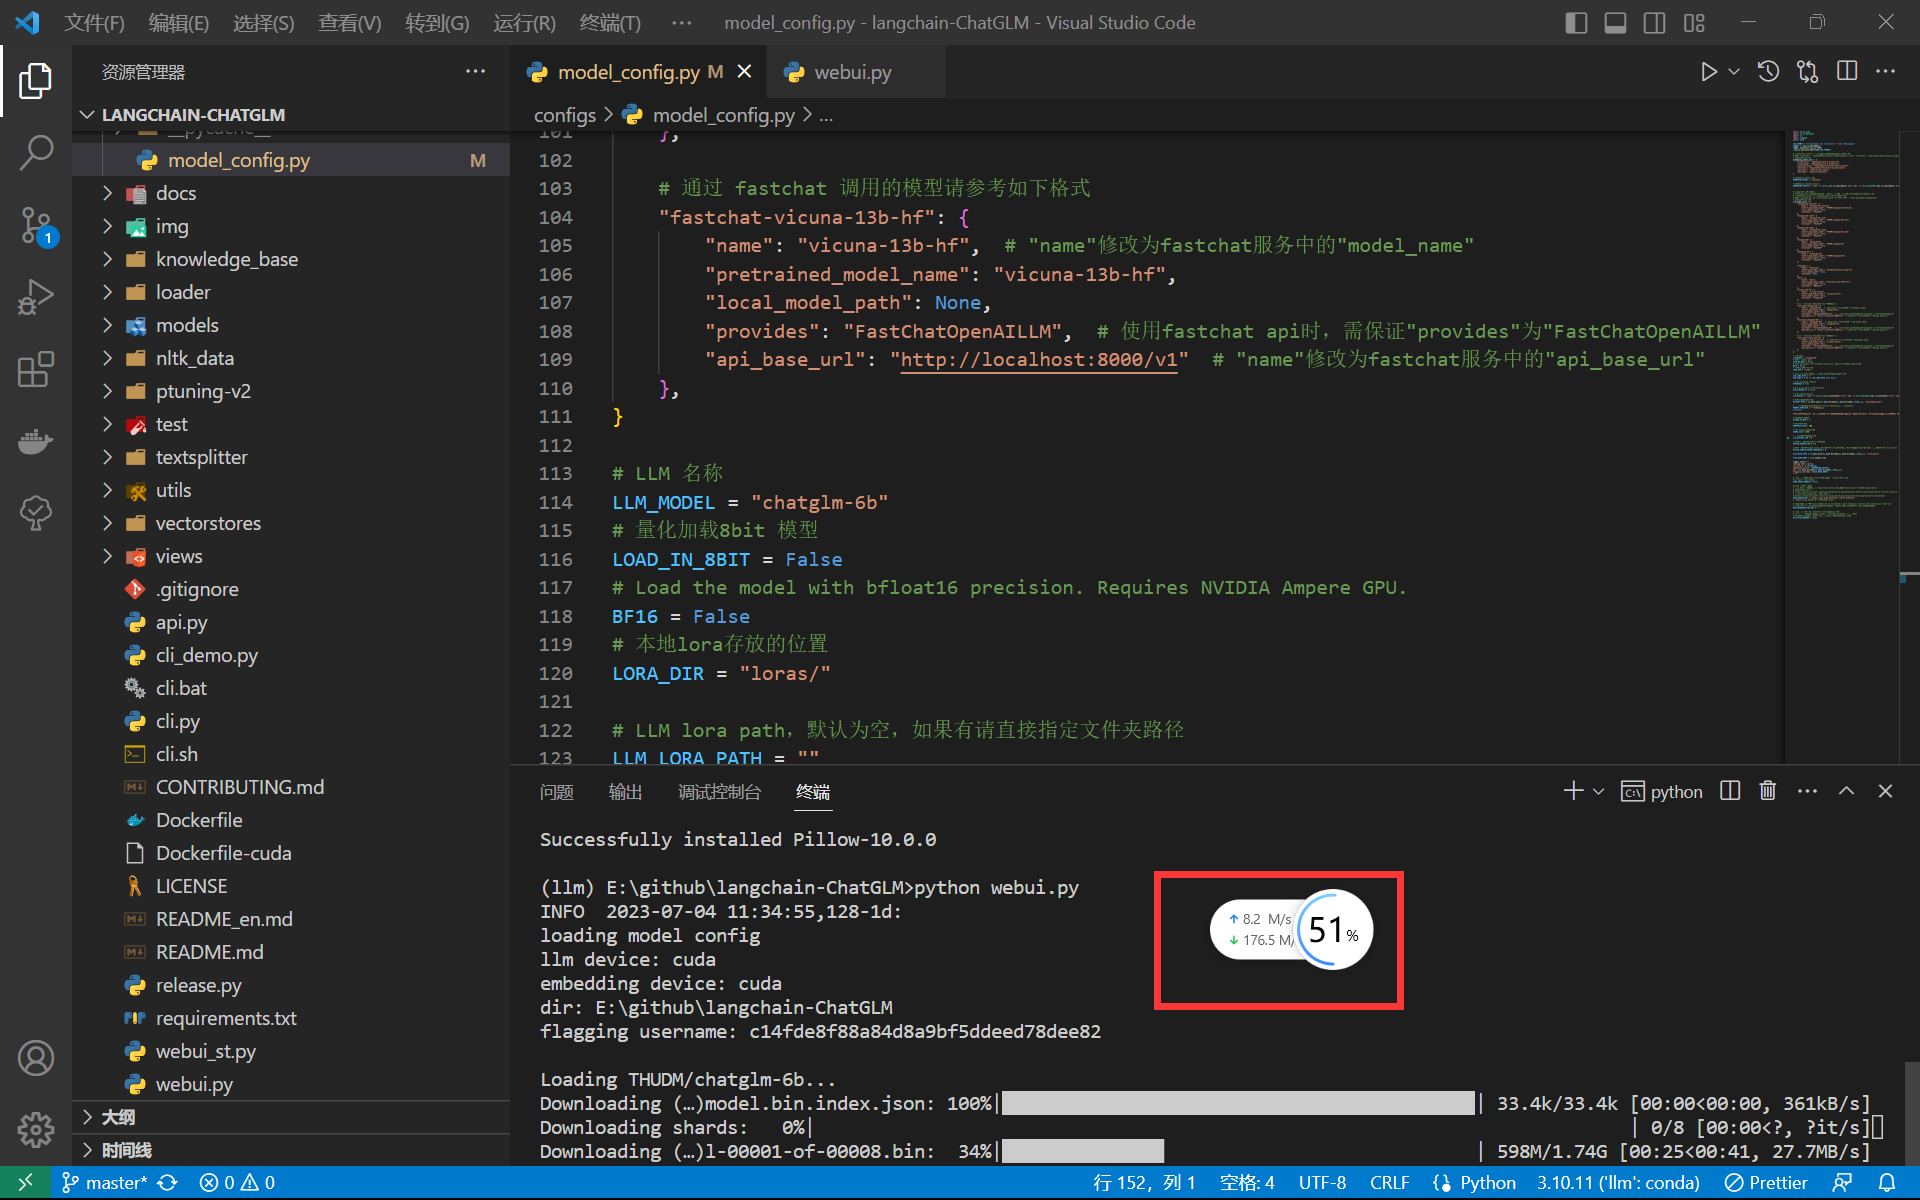 文件(F) 编辑(E) 选择(S) 查看(V) 转到(G) 运行(R) 终端(T) ··· model_config.py - langchain-ChatGLM - Visual Studio Code
资源管理器
LANGCHAIN-CHATGLM
__pycache__
model_config.py M
docs
img
knowledge_base
loader
models
nltk_data
ptuning-v2
test
textsplitter
utils
vectorstores
views
.gitignore
api.py
cli_demo.py
cli.bat
cli.py
cli.sh
CONTRIBUTING.md
Dockerfile
Dockerfile-cuda
LICENSE
README_en.md
README.md
release.py
requirements.txt
webui_st.py
webui.py
大纲
时间线
1
model_config.py M
webui.py
configs > model_config.py > ...
101 },
102
103 # 通过 fastchat 调用的模型请参考如下格式
104 "fastchat-vicuna-13b-hf": {
105 "name": "vicuna-13b-hf", # "name"修改为fastchat服务中的"model_name"
106 "pretrained_model_name": "vicuna-13b-hf",
107 "local_model_path": None,
108 "provides": "FastChatOpenAILLM", # 使用fastchat api时，需保证"provides"为"FastChatOpenAILLM"
109 "api_base_url": "http://localhost:8000/v1" # "name"修改为fastchat服务中的"api_base_url"
110 },
111 }
112
113 # LLM 名称
114 LLM_MODEL = "chatglm-6b"
115 # 量化加载8bit 模型
116 LOAD_IN_8BIT = False
117 # Load the model with bfloat16 precision. Requires NVIDIA Ampere GPU.
118 BF16 = False
119 # 本地lora存放的位置
120 LORA_DIR = "loras/"
121
122 # LLM lora path，默认为空，如果有请直接指定文件夹路径
123 LLM_LORA_PATH = ""
问题 输出 调试控制台 终端 python
Successfully installed Pillow-10.0.0
(llm) E:\github\langchain-ChatGLM>python webui.py
INFO  2023-07-04 11:34:55,128-1d:
loading model config
llm device: cuda
embedding device: cuda
dir: E:\github\langchain-ChatGLM
flagging username: c14fde8f88a84d8a9bf5ddeed78dee82
Loading THUDM/chatglm-6b...
Downloading (…)model.bin.index.json: 100%| | 33.4k/33.4k [00:00<00:00, 361kB/s]
Downloading shards:   0%| | 0/8 [00:00<?, ?it/s]
Downloading (…)l-00001-of-00008.bin:  34%| | 598M/1.74G [00:25<00:41, 27.7MB/s]
↑ 8.2 M/s
↓ 176.5 M/
51%
master* 0 0 行 152，列 1 空格: 4 UTF-8 CRLF Python 3.10.11 ('llm': conda) Prettier